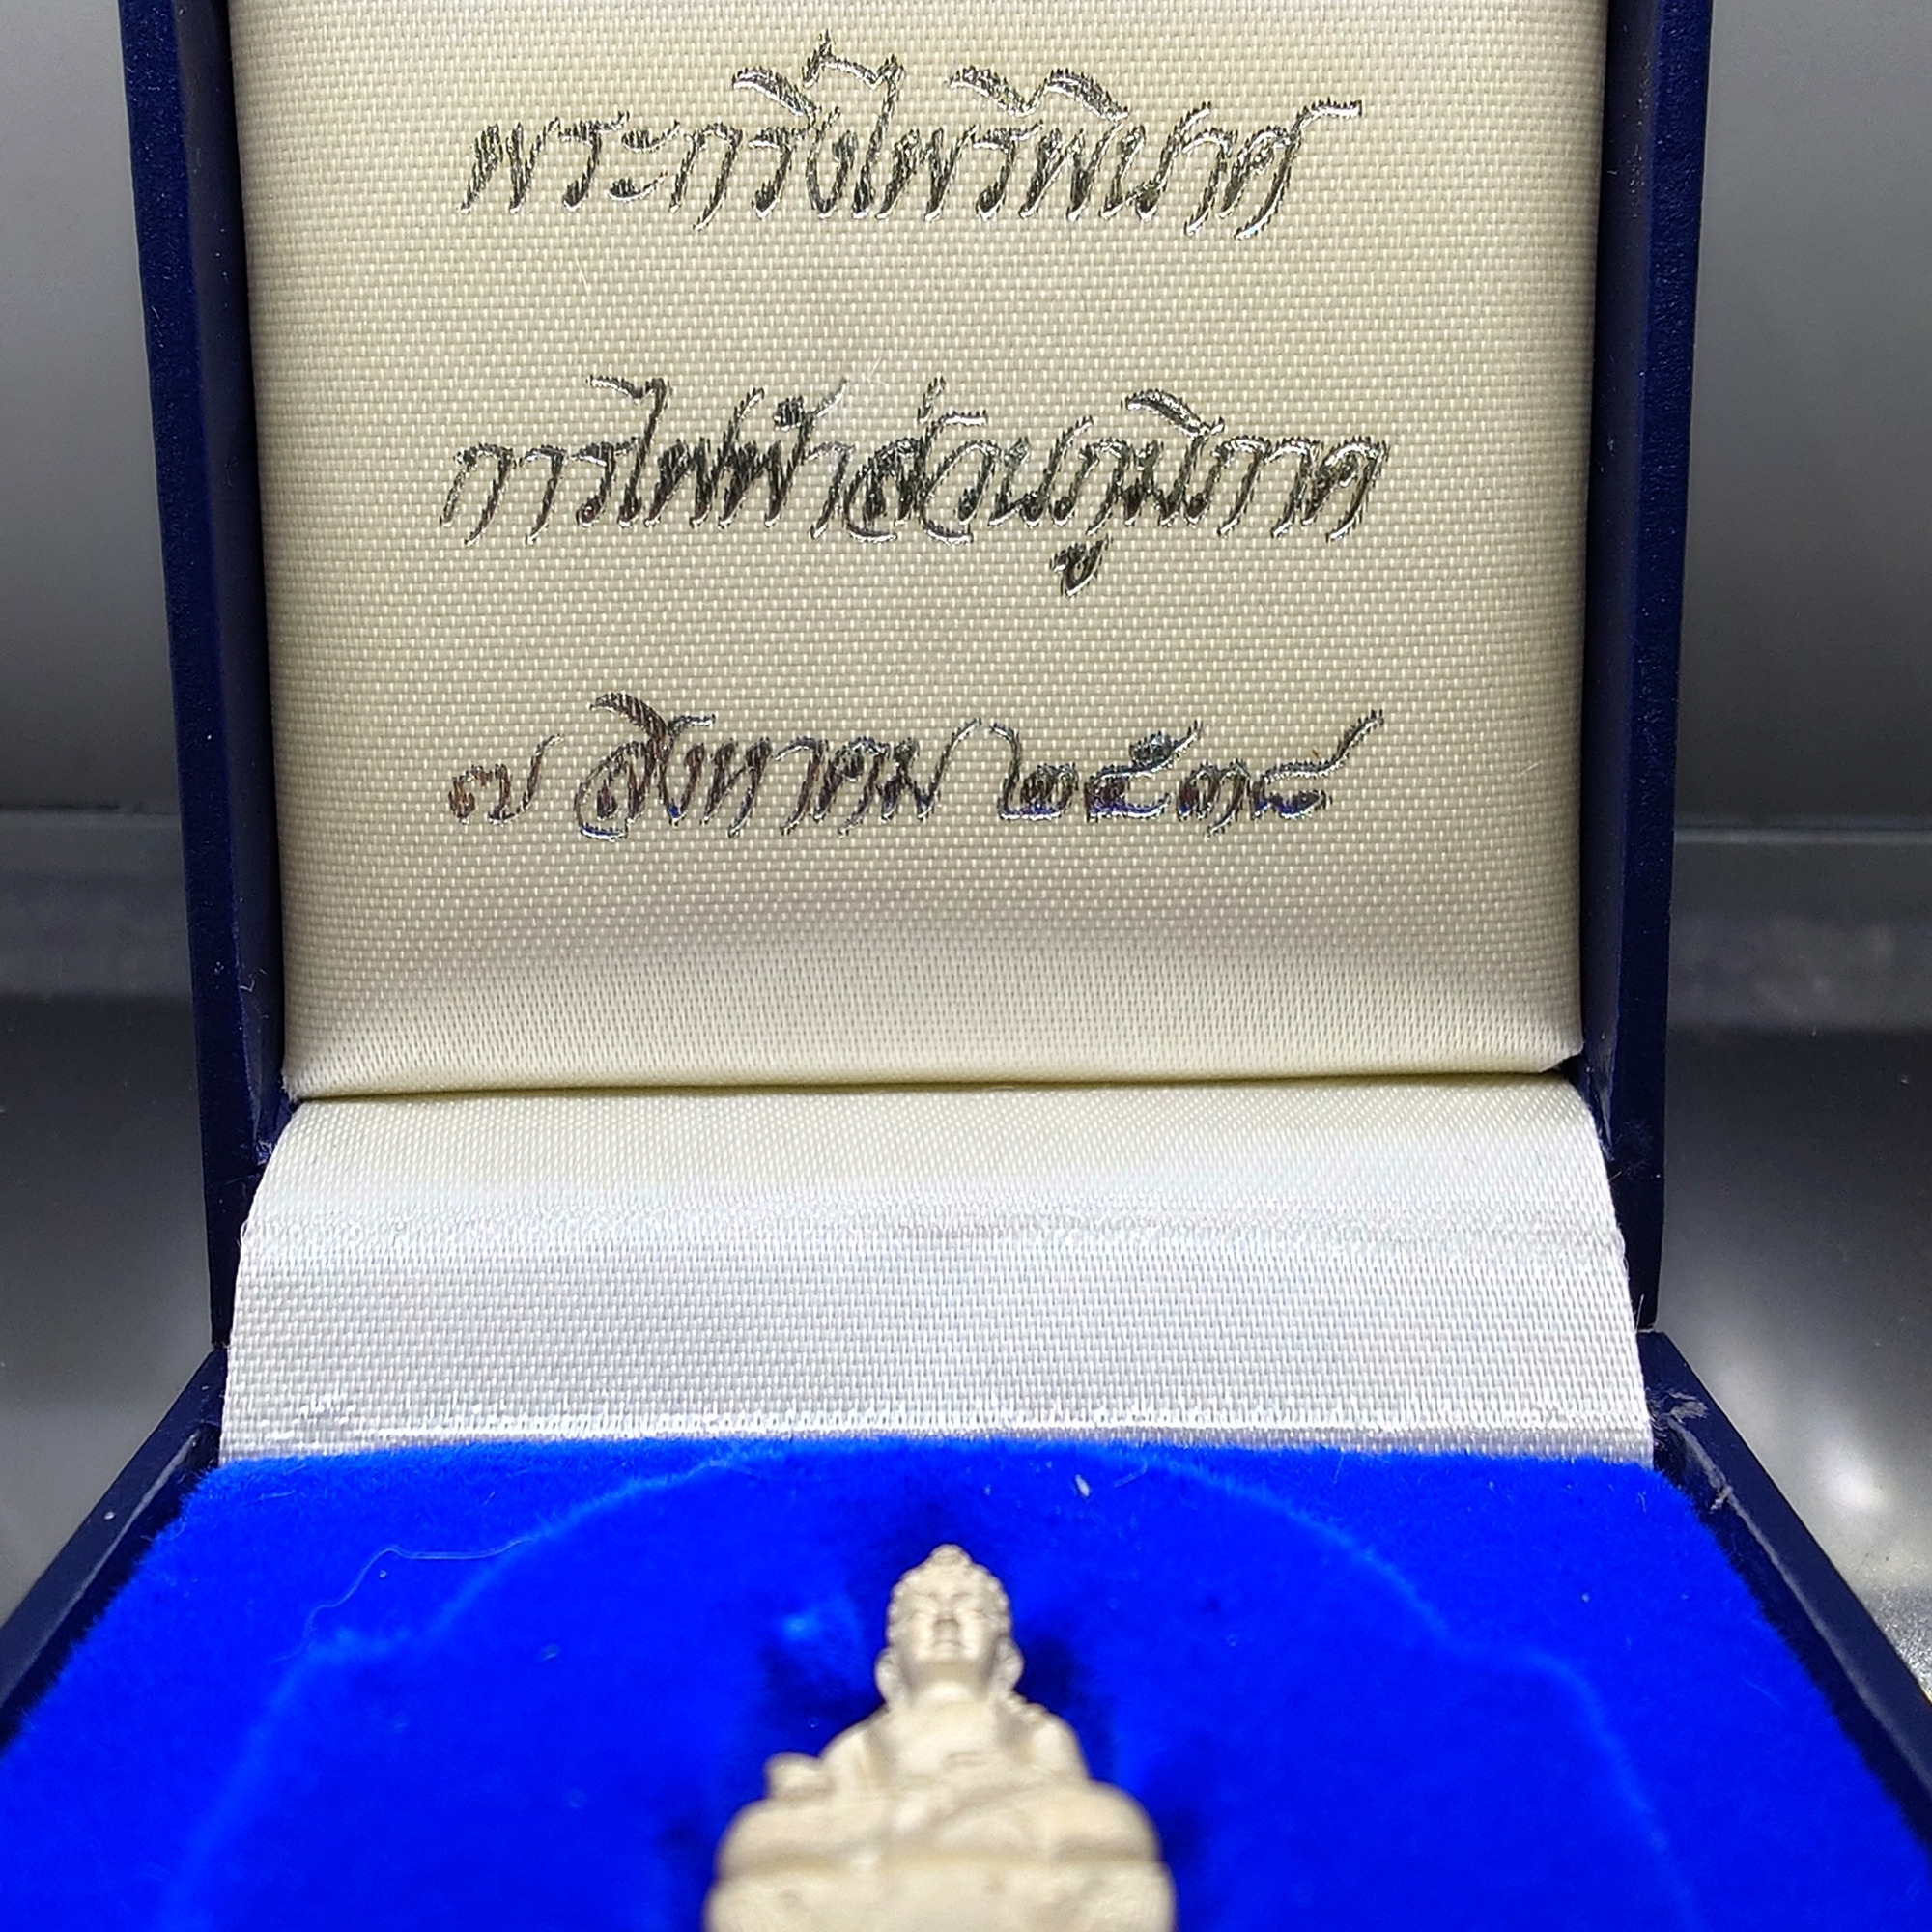 พระกริ่งไพรีพินาศ
การไฟฟ้าส่วนภูมิภาค
๗ สิงหาคม ๒๕๓๘